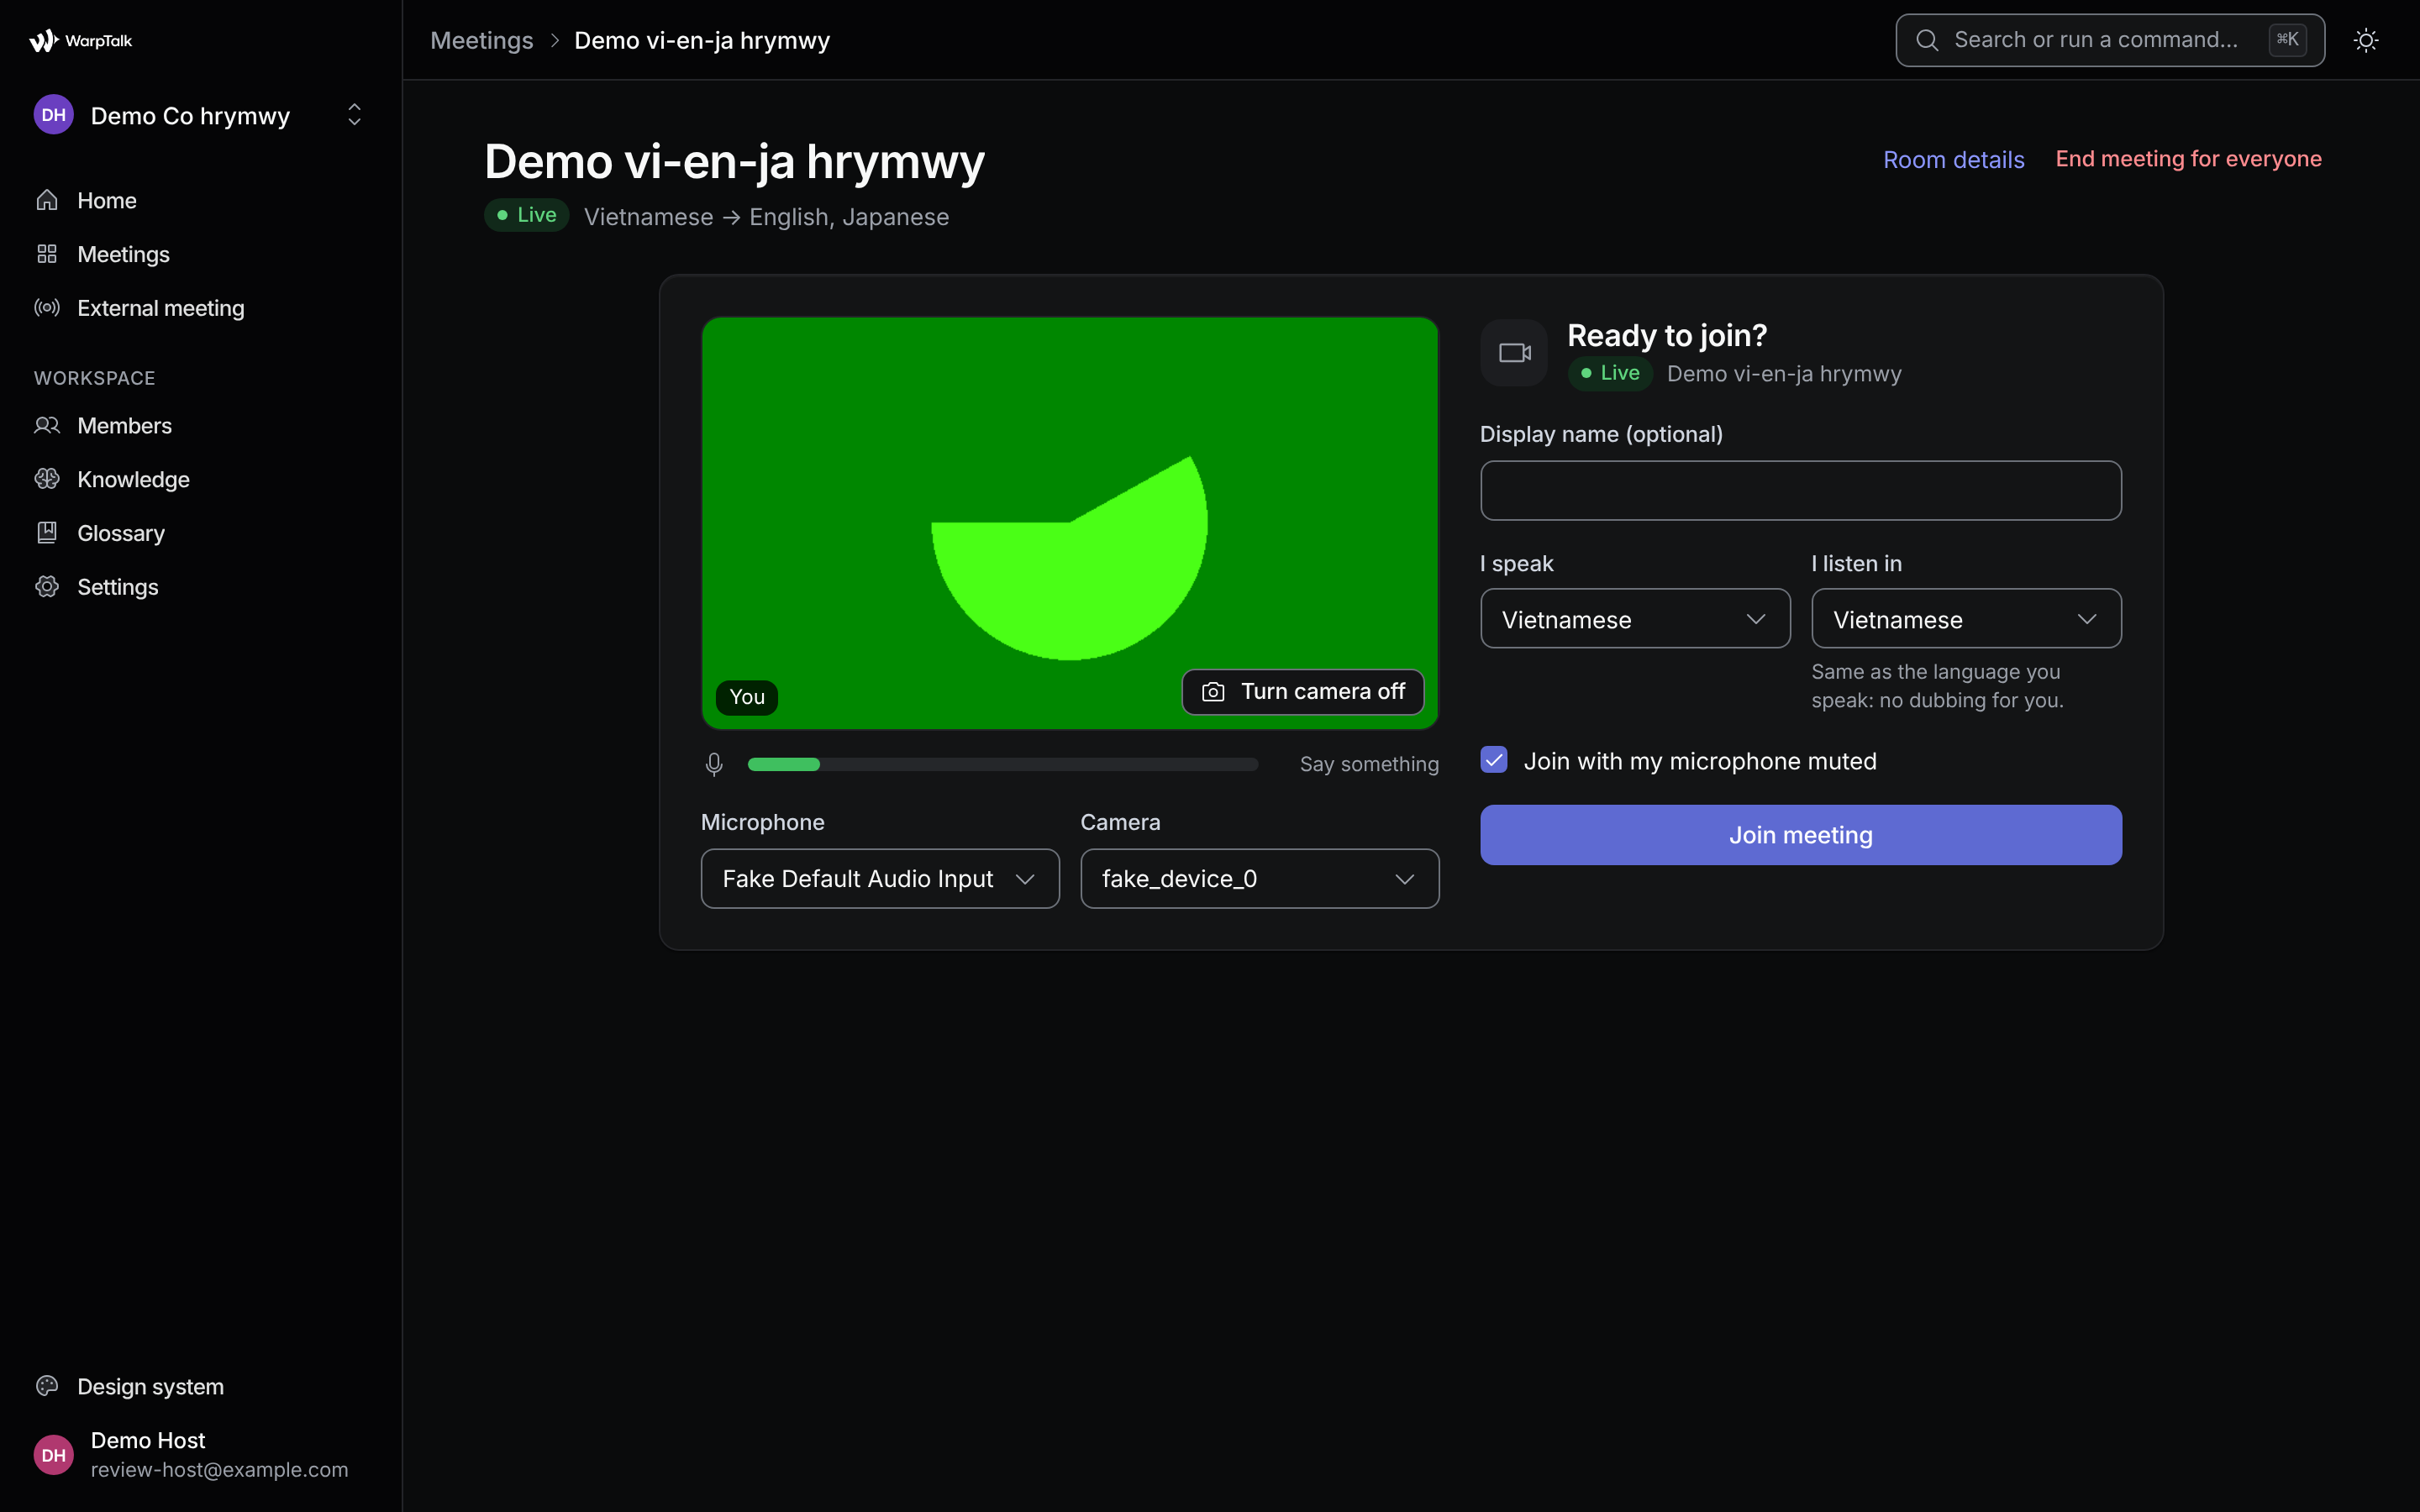 WarpTalk
Meetings > Demo vi-en-ja hrymwy
Search or run a command... ⌘K
DH Demo Co hrymwy
Home
Meetings
External meeting
WORKSPACE
Members
Knowledge
Glossary
Settings
Design system
DH Demo Host
review-host@example.com
Demo vi-en-ja hrymwy
Room details
End meeting for everyone
Live Vietnamese → English, Japanese
You
Turn camera off
Say something
Microphone
Fake Default Audio Input
Camera
fake_device_0
Ready to join?
Live Demo vi-en-ja hrymwy
Display name (optional)
I speak
Vietnamese
I listen in
Vietnamese
Same as the language you
speak: no dubbing for you.
Join with my microphone muted
Join meeting